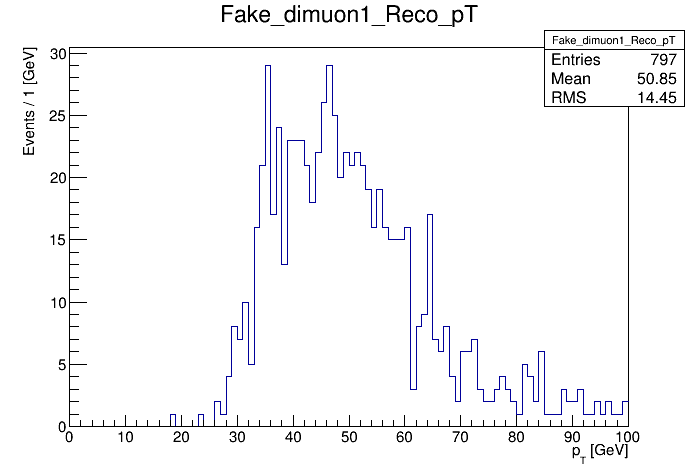 Fake_dimuon1_Reco_pT
Fake_dimuon1_Reco_pT
Entries 797
Mean 50.85
RMS 14.45
Events / 1 [GeV]
30
25
20
15
10
5
0
0 10 20 30 40 50 60 70 80 90 100
p_T [GeV]